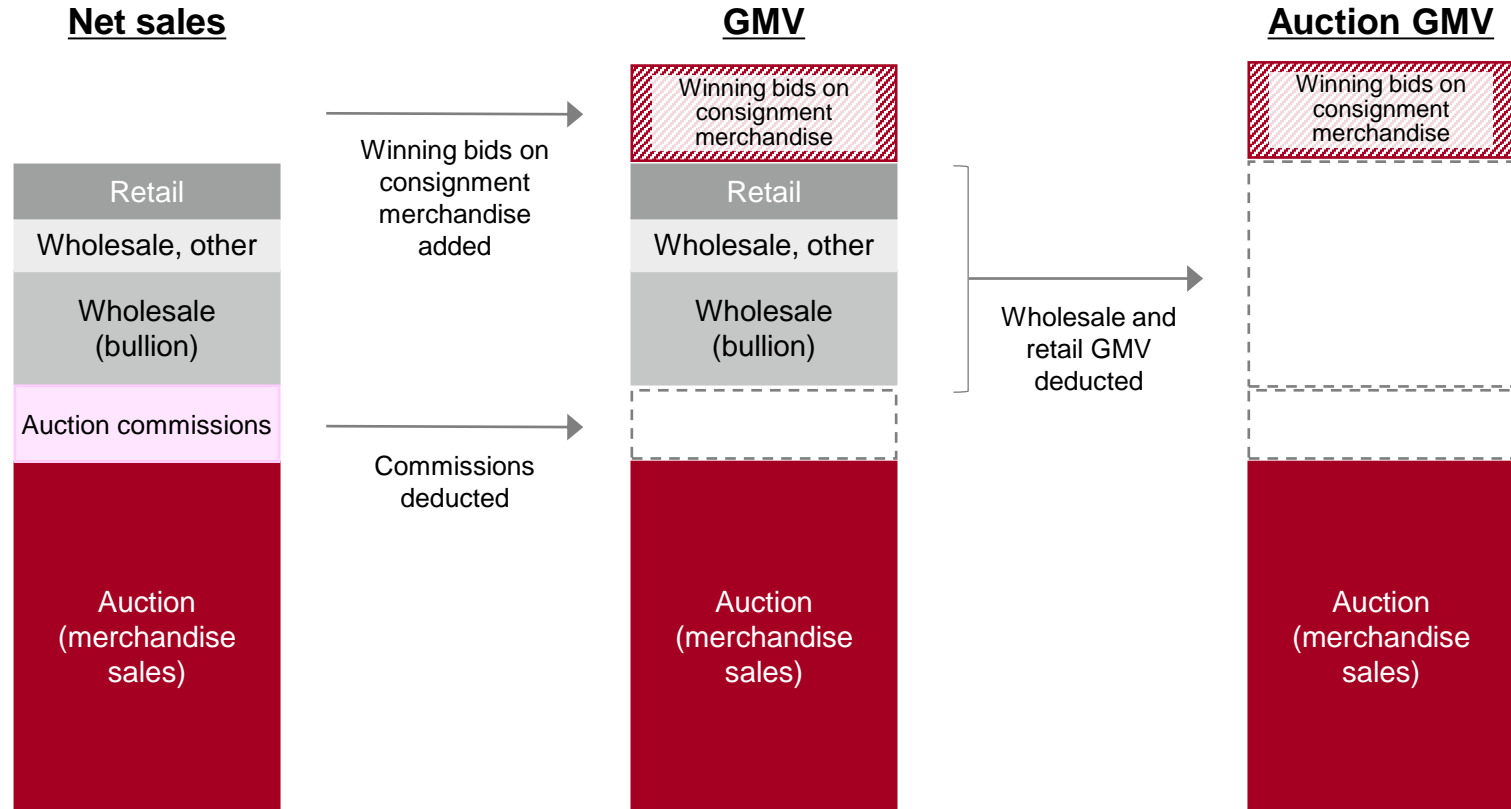 Net sales
Retail
Wholesale, other
Wholesale
(bullion)
Auction commissions
Auction
(merchandise
sales)
Winning bids on
consignment
merchandise
added
Commissions
deducted
GMV
Winning bids on
consignment
merchandise
Retail
Wholesale, other
Wholesale
(bullion)
Auction
(merchandise
sales)
Wholesale and
retail GMV
deducted
Auction GMV
Winning bids on
consignment
merchandise
Auction
(merchandise
sales)